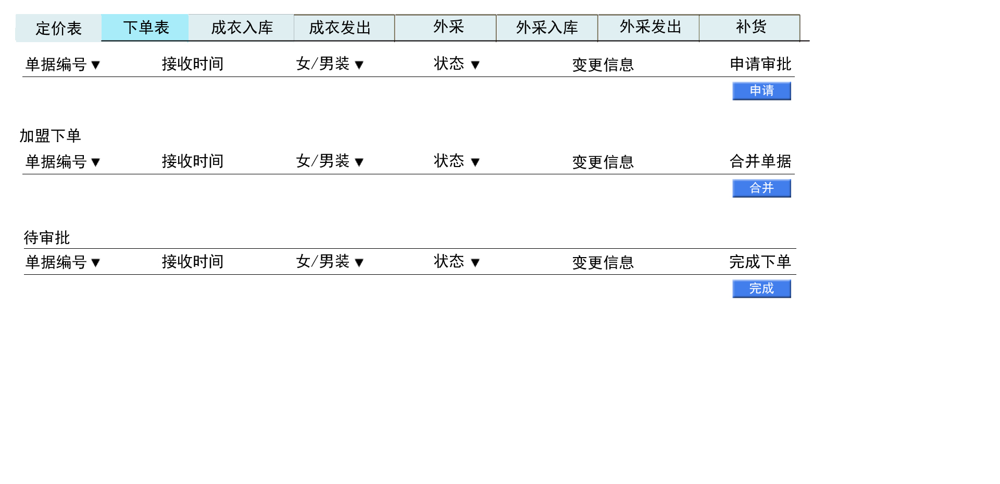 定价表 下单表 成衣入库 成衣发出 外采 外采入库 外采发出 补货
单据编号▼ 接收时间 女/男装▼ 状态▼ 变更信息 申请审批
申请
加盟下单
单据编号▼ 接收时间 女/男装▼ 状态▼ 变更信息 合并单据
合并
待审批
单据编号▼ 接收时间 女/男装▼ 状态▼ 变更信息 完成下单
完成